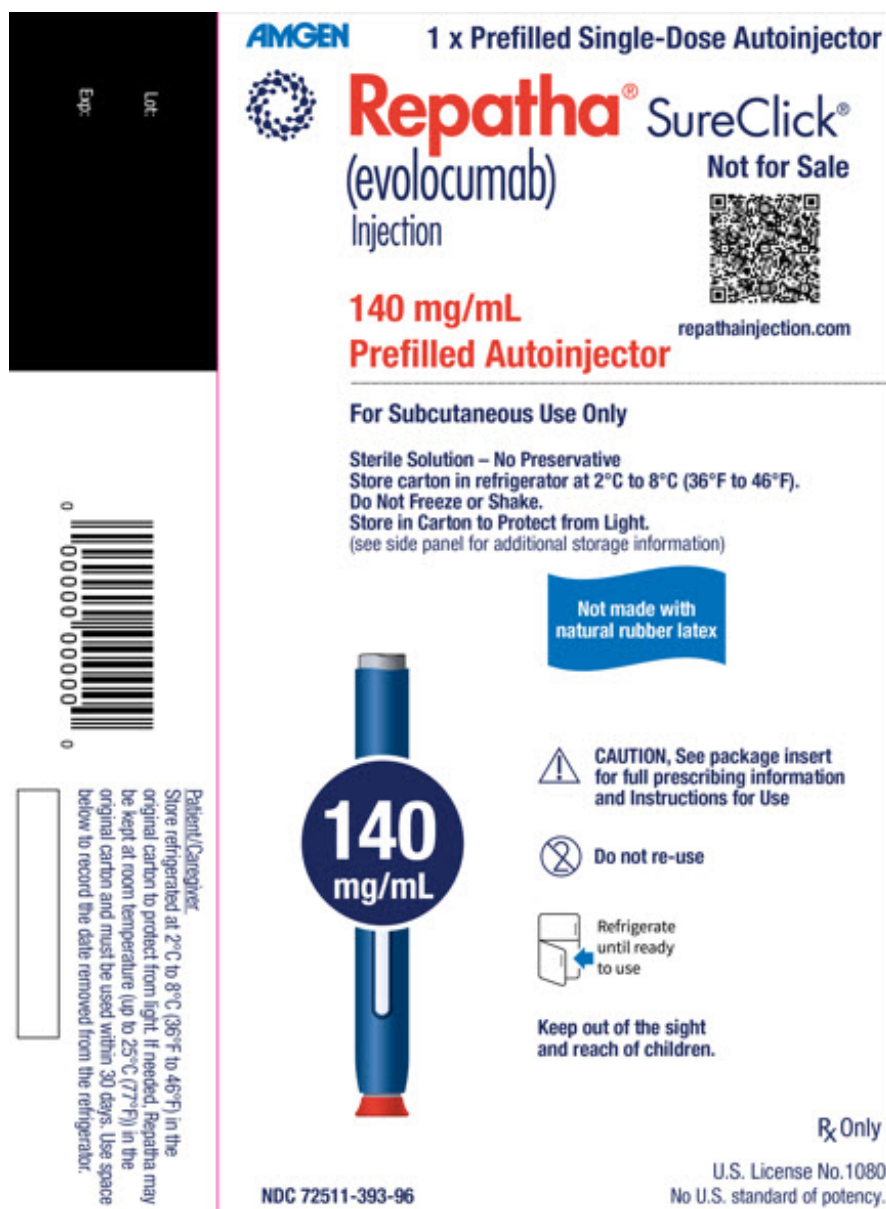 AMGEN
1 x Prefilled Single-Dose Autoinjector
Repatha® SureClick®
(evolocumab)
Injection
Not for Sale
repathainjection.com
140 mg/mL
Prefilled Autoinjector
For Subcutaneous Use Only
Sterile Solution – No Preservative
Store carton in refrigerator at 2°C to 8°C (36°F to 46°F).
Do Not Freeze or Shake.
Store in Carton to Protect from Light.
(see side panel for additional storage information)
Not made with
natural rubber latex
140
mg/mL
CAUTION, See package insert
for full prescribing information
and Instructions for Use
2
Do not re-use
Refrigerate
until ready
to use
Keep out of the sight
and reach of children.
Rx Only
U.S. License No.1080
No U.S. standard of potency.
NDC 72511-393-96
Lot:
Exp:
0 00000 00000 0
Patient/Caregiver:
Store refrigerated at 2°C to 8°C (36°F to 46°F) in the
original carton to protect from light. If needed, Repatha may
be kept at room temperature (up to 25°C (77°F)) in the
original carton and must be used within 30 days. Use space
below to record the date removed from the refrigerator.